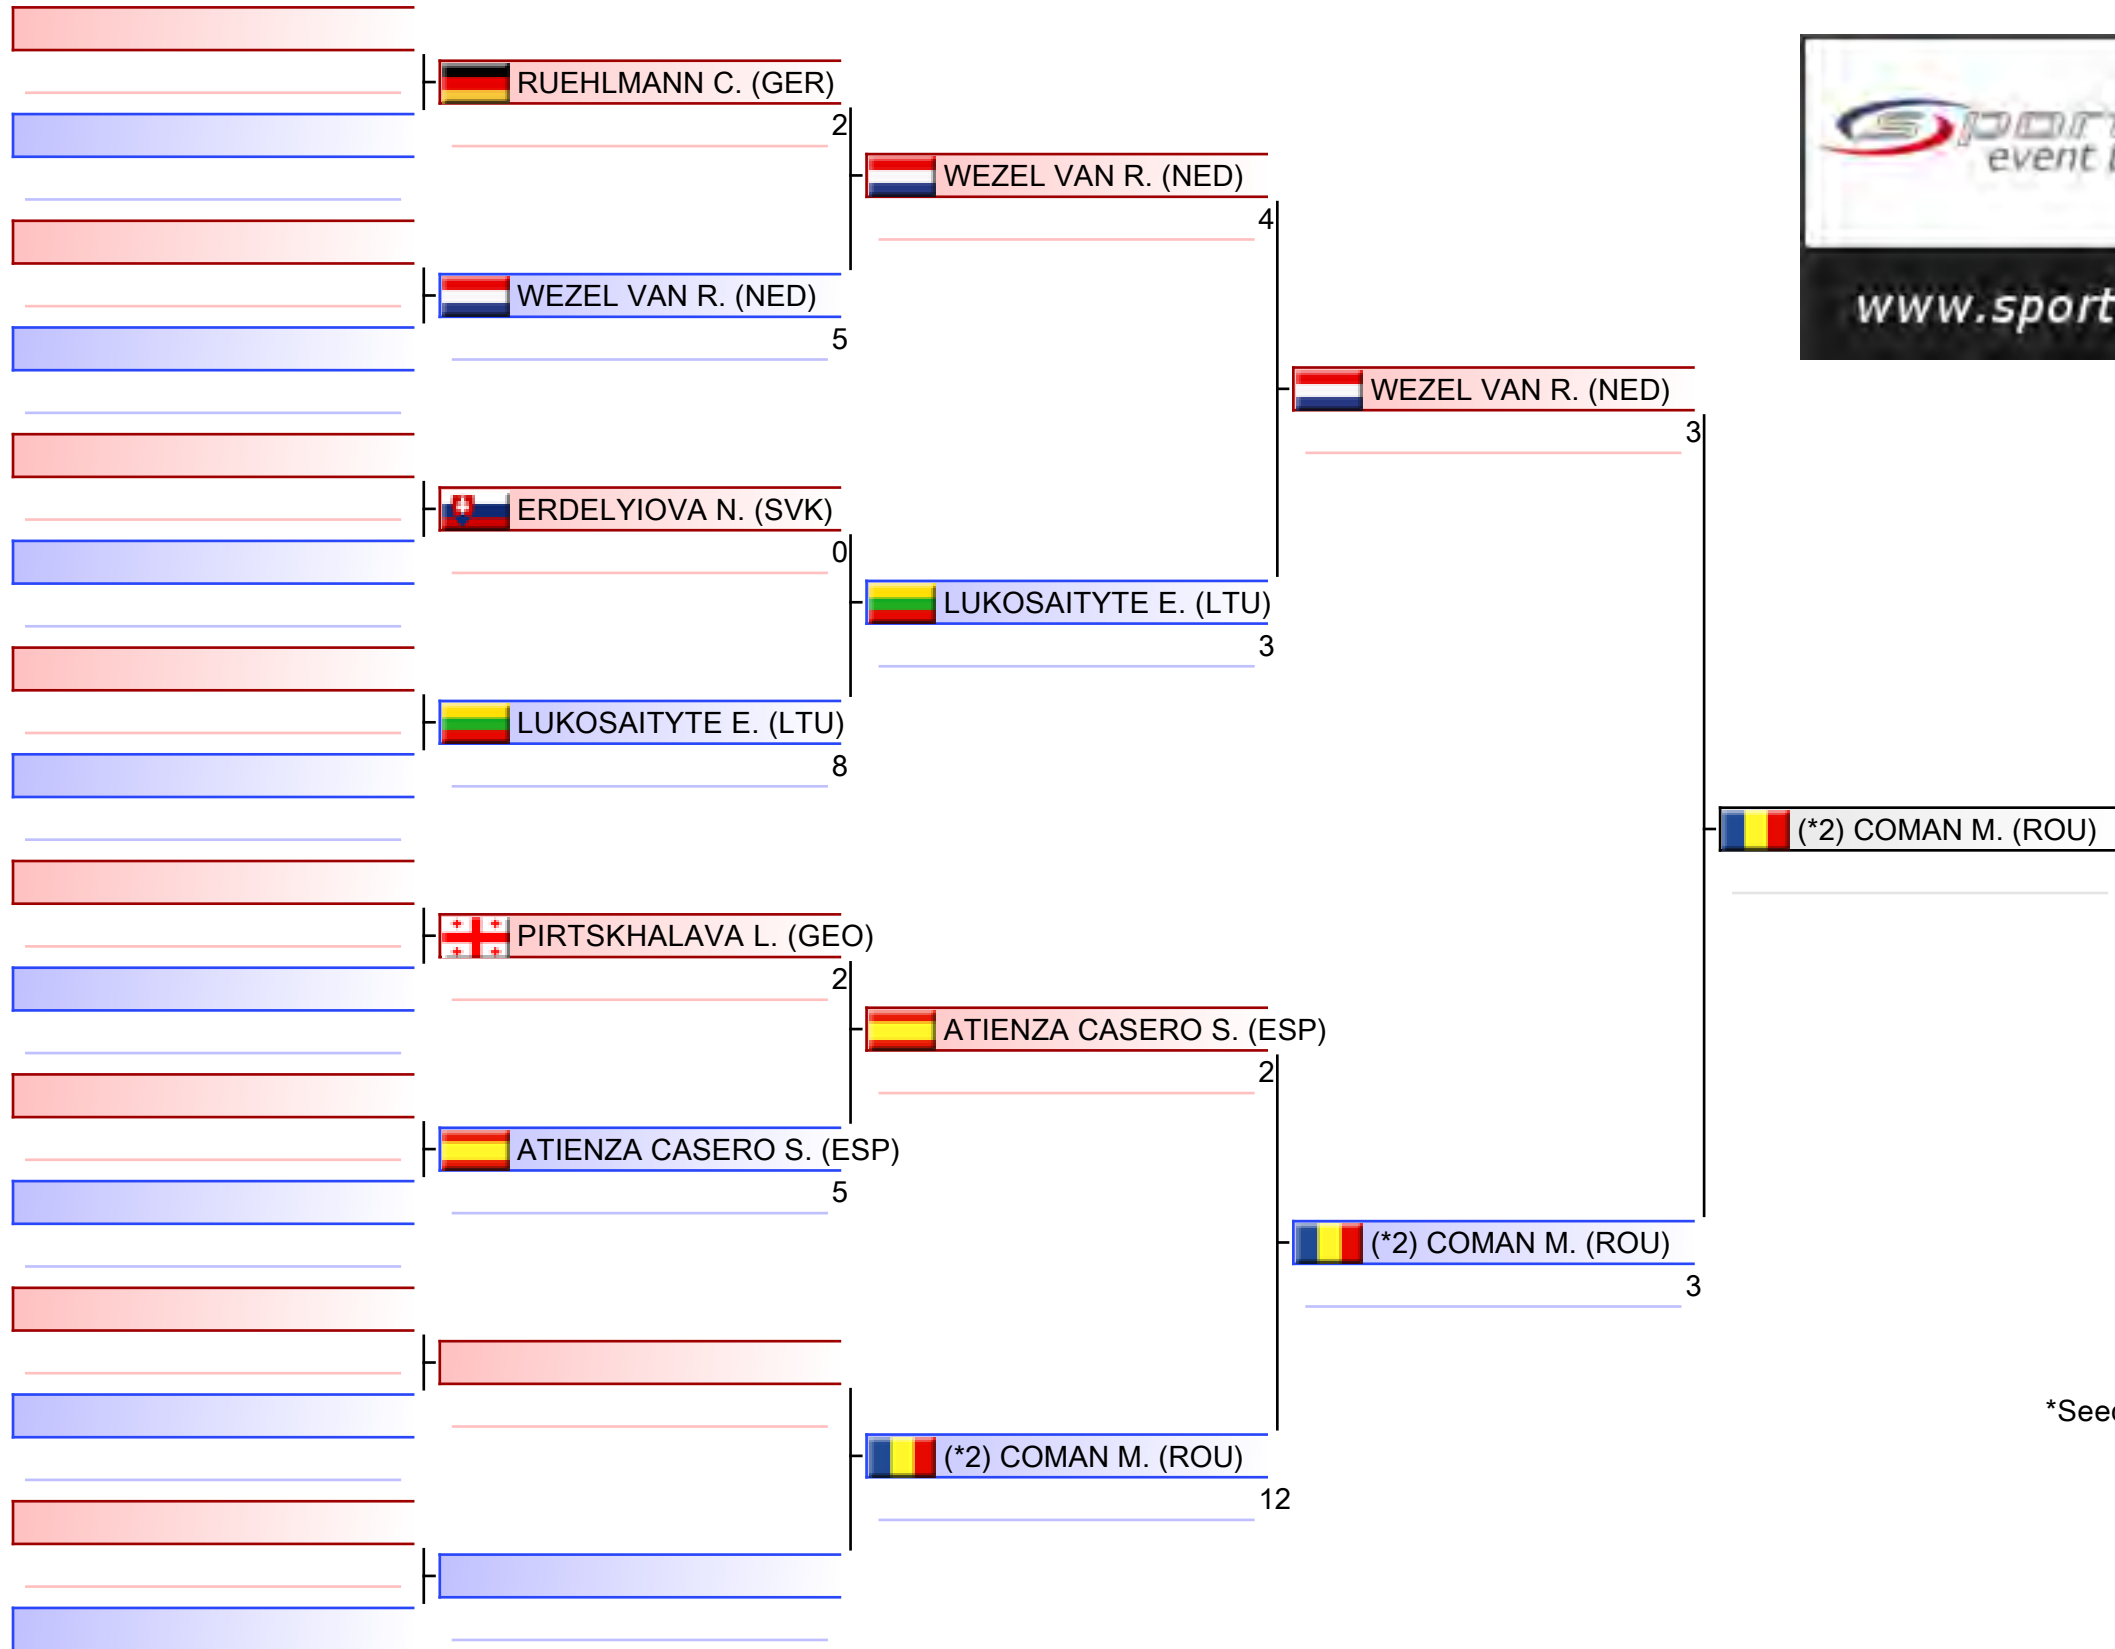 RUEHLMANN C. (GER)
2
WEZEL VAN R. (NED)
4
WEZEL VAN R. (NED)
5
WEZEL VAN R. (NED)
3
ERDELYIOVA N. (SVK)
0
LUKOSAITYTE E. (LTU)
3
LUKOSAITYTE E. (LTU)
8
(*2) COMAN M. (ROU)
PIRTSKHALAVA L. (GEO)
2
ATIENZA CASERO S. (ESP)
2
ATIENZA CASERO S. (ESP)
5
(*2) COMAN M. (ROU)
3
(*2) COMAN M. (ROU)
12
event
www.sport